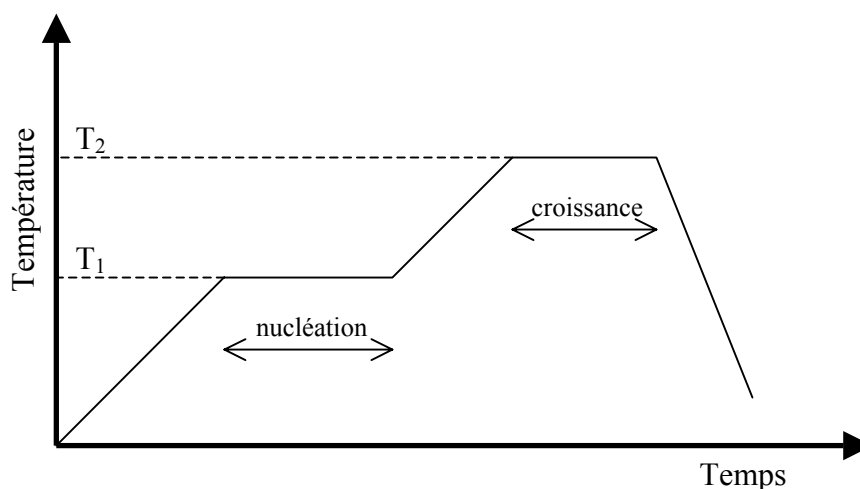 Température
T₂
croissance
T₁
nucléation
Temps